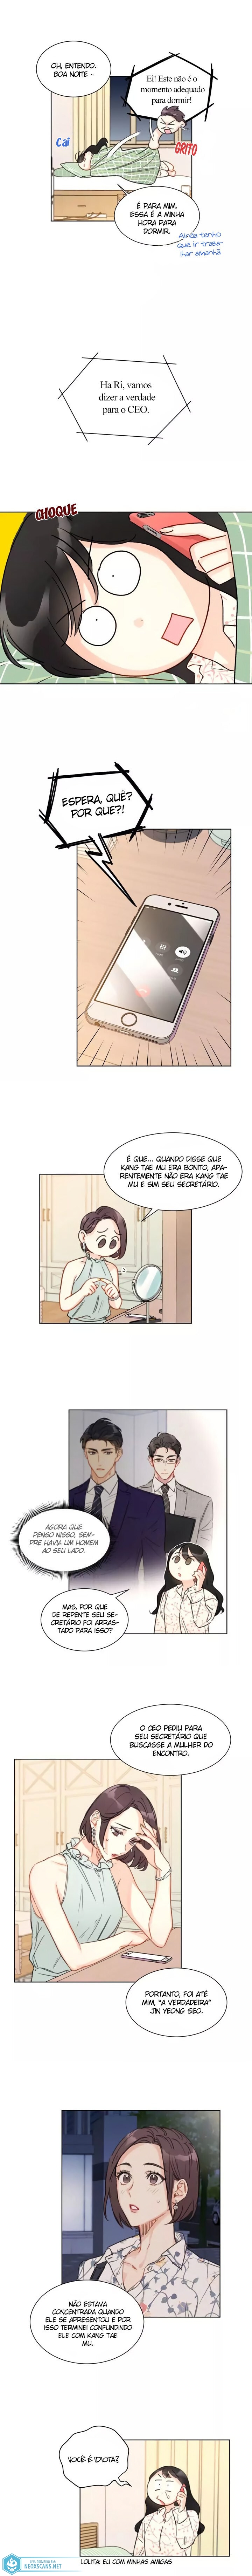 OH, ENTENDO.
BOA NOITE –
Ei! Este não é o
momento adequado
para dormir!
Cai
GRITO
É PARA MIM.
ESSA É A MINHA
HORA PARA
DORMIR.
Ainda tenho
que ir traba-
lhar amanhã
Ha Ri, vamos
dizer a verdade
para o CEO.
CHOQUE
ESPERA, QUÊ?
POR QUE?!
É QUE... QUANDO DISSE QUE
KANG TAE MU ERA BONITO, APA-
RENTEMENTE NÃO ERA KANG TAE
MU E SIM SEU SECRETÁRIO.
AGORA QUE
PENSO NISSO, SEM-
PRE HAVIA UM HOMEM
AO SEU LADO.
MAS, POR QUE
DE REPENTE SEU SE-
CRETÁRIO FOI ARRAS-
TADO PARA ISSO?
O CEO PEDIU PARA
SEU SECRETÁRIO QUE
BUSCASSE A MULHER DO
ENCONTRO.
PORTANTO, FOI ATÉ
MIM, "A VERDADEIRA"
JIN YEONG SEO.
NÃO ESTAVA
CONCENTRADA QUANDO
ELE SE APRESENTOU E POR
ISSO TERMINEI CONFUNDINDO
ELE COM KANG TAE
MU.
VOCÊ É IDIOTA?
NEOXSCANS.NET
LOLITA: EU COM MINHAS AMIGAS